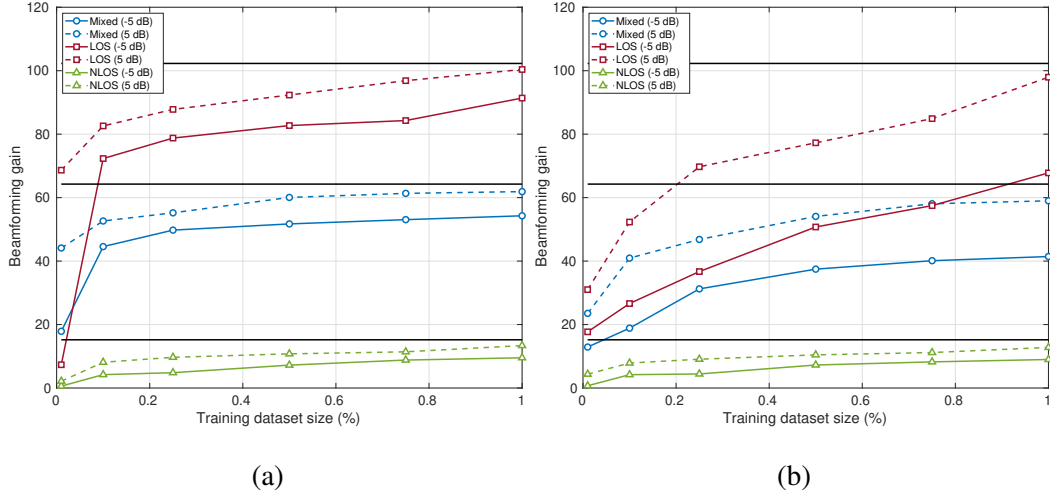 120
100
80
60
40
20
0
Beamforming gain
Mixed (-5 dB)
Mixed (5 dB)
LOS (-5 dB)
LOS (5 dB)
NLOS (-5 dB)
NLOS (5 dB)
0 0.2 0.4 0.6 0.8 1
Training dataset size (%)
(a)
120
100
80
60
40
20
0
Beamforming gain
Mixed (-5 dB)
Mixed (5 dB)
LOS (-5 dB)
LOS (5 dB)
NLOS (-5 dB)
NLOS (5 dB)
0 0.2 0.4 0.6 0.8 1
Training dataset size (%)
(b)